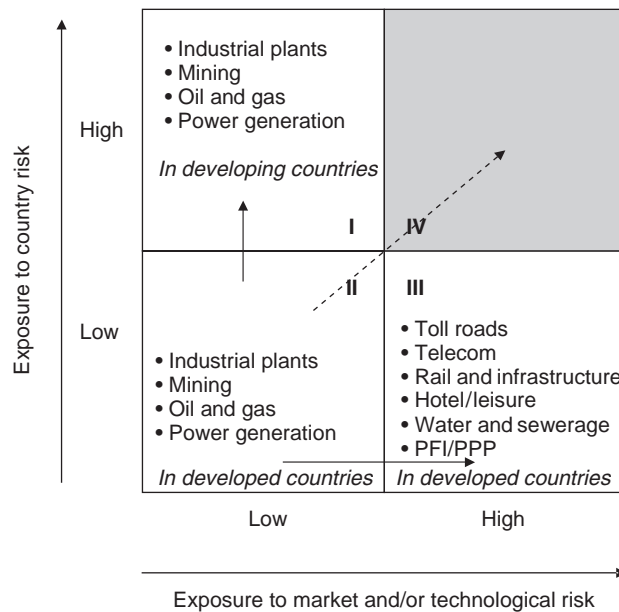 Exposure to country risk
High
Low
• Industrial plants
• Mining
• Oil and gas
• Power generation
In developing countries
I
IV
II
• Industrial plants
• Mining
• Oil and gas
• Power generation
In developed countries
III
• Toll roads
• Telecom
• Rail and infrastructure
• Hotel/leisure
• Water and sewerage
• PFI/PPP
In developed countries
Low
High
Exposure to market and/or technological risk